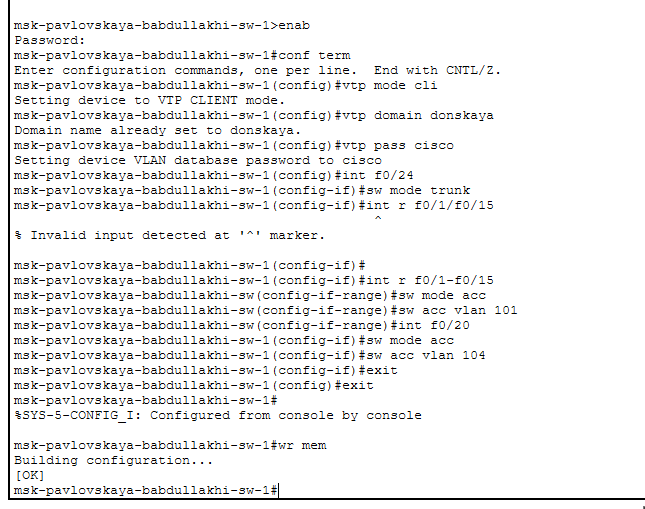 msk-pavlovskaya-babdullakhi-sw-1>enab
Password:
msk-pavlovskaya-babdullakhi-sw-1#conf term
Enter configuration commands, one per line.  End with CNTL/Z.
msk-pavlovskaya-babdullakhi-sw-1(config)#vtp mode cli
Setting device to VTP CLIENT mode.
msk-pavlovskaya-babdullakhi-sw-1(config)#vtp domain donskaya
Domain name already set to donskaya.
msk-pavlovskaya-babdullakhi-sw-1(config)#vtp pass cisco
Setting device VLAN database password to cisco
msk-pavlovskaya-babdullakhi-sw-1(config)#int f0/24
msk-pavlovskaya-babdullakhi-sw-1(config-if)#sw mode trunk
msk-pavlovskaya-babdullakhi-sw-1(config-if)#int r f0/1/f0/15
^
% Invalid input detected at '^' marker.
msk-pavlovskaya-babdullakhi-sw-1(config-if)#
msk-pavlovskaya-babdullakhi-sw-1(config-if)#int r f0/1-f0/15
msk-pavlovskaya-babdullakhi-sw(config-if-range)#sw mode acc
msk-pavlovskaya-babdullakhi-sw(config-if-range)#sw acc vlan 101
msk-pavlovskaya-babdullakhi-sw(config-if-range)#int f0/20
msk-pavlovskaya-babdullakhi-sw-1(config-if)#sw mode acc
msk-pavlovskaya-babdullakhi-sw-1(config-if)#sw acc vlan 104
msk-pavlovskaya-babdullakhi-sw-1(config-if)#exit
msk-pavlovskaya-babdullakhi-sw-1(config)#exit
msk-pavlovskaya-babdullakhi-sw-1#
%SYS-5-CONFIG_I: Configured from console by console
msk-pavlovskaya-babdullakhi-sw-1#wr mem
Building configuration...
[OK]
msk-pavlovskaya-babdullakhi-sw-1#